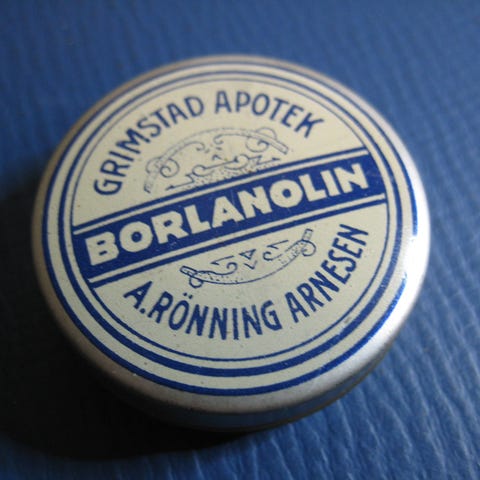 GRIMSTAD APOTEK
BORLANOLIN
A.RÖNNING ARNESEN